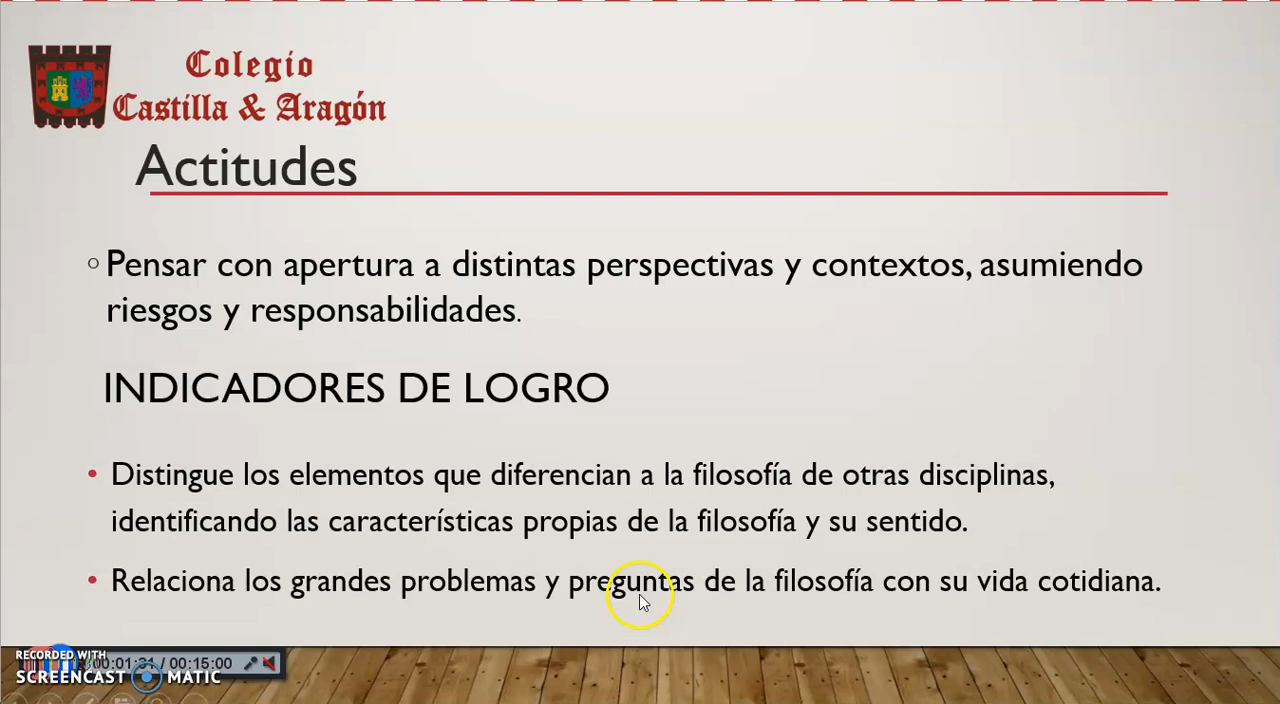 Colegio
Castilla & Aragón
Actitudes
Pensar con apertura a distintas perspectivas y contextos, asumiendo
riesgos y responsabilidades.
INDICADORES DE LOGRO
• Distingue los elementos que diferencian a la filosofía de otras disciplinas,
identificando las características propias de la filosofía y su sentido.
• Relaciona los grandes problemas y preguntas de la filosofía con su vida cotidiana.
RECORDED WITH
00:01:31 / 00:15:00
SCREENCAST MATIC